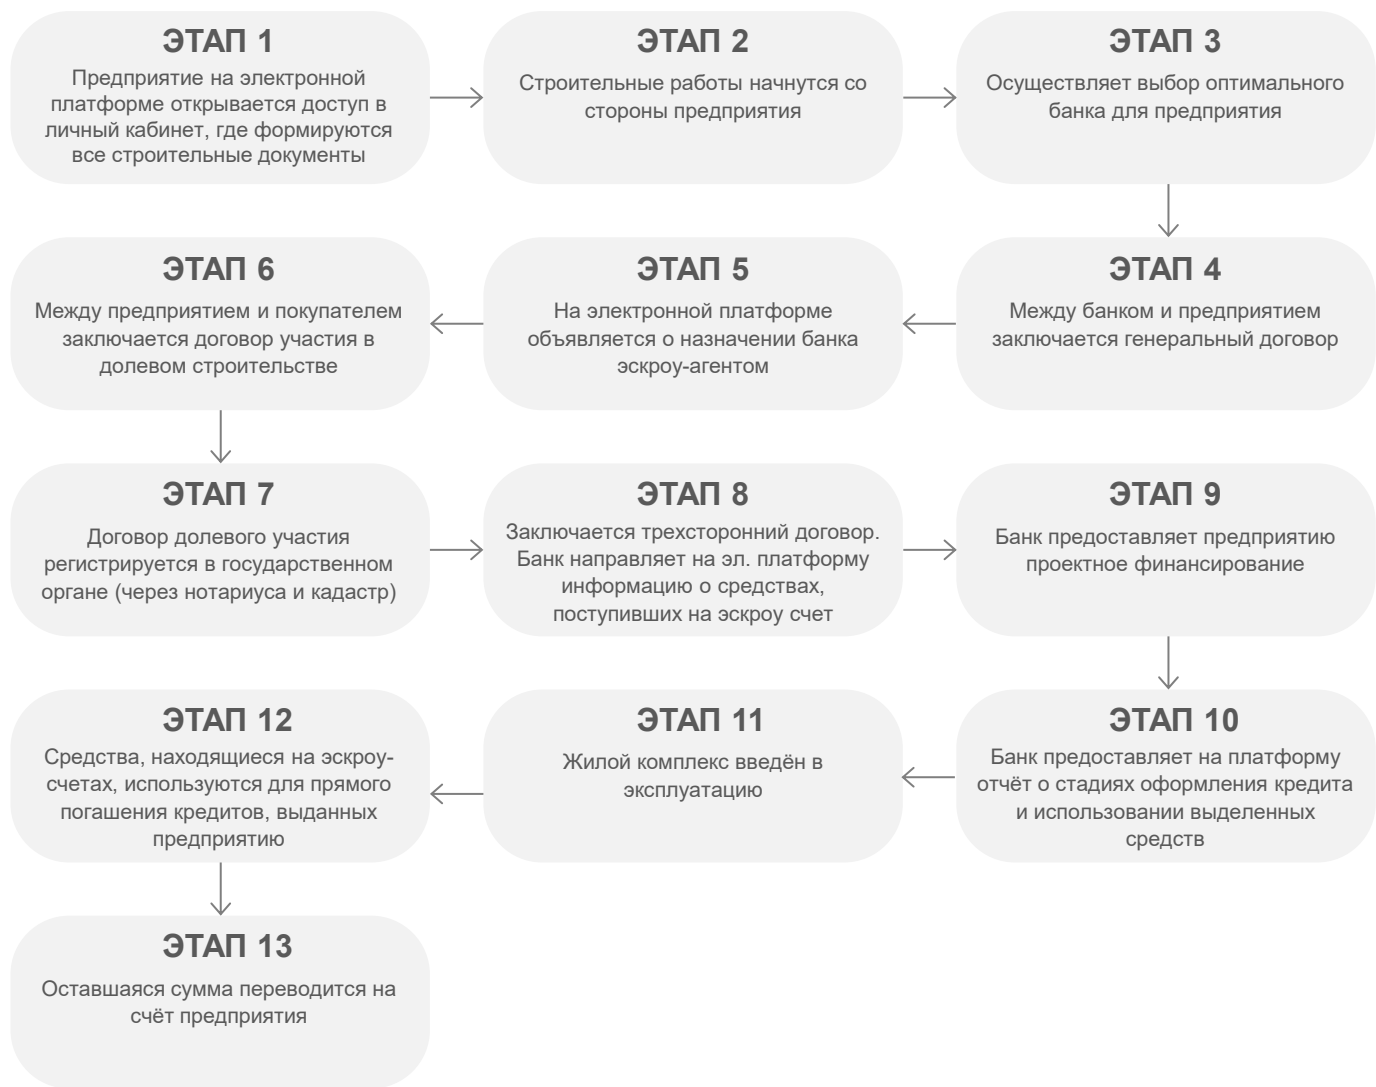 ЭТАП 1
Предприятие на электронной
платформе открывается доступ в
личный кабинет, где формируются
все строительные документы
ЭТАП 2
Строительные работы начнутся со
стороны предприятия
ЭТАП 3
Осуществляет выбор оптимального
банка для предприятия
ЭТАП 4
Между банком и предприятием
заключается генеральный договор
ЭТАП 5
На электронной платформе
объявляется о назначении банка
эскроу-агентом
ЭТАП 6
Между предприятием и покупателем
заключается договор участия в
долевом строительстве
ЭТАП 7
Договор долевого участия
регистрируется в государственном
органе (через нотариуса и кадастр)
ЭТАП 8
Заключается трехсторонний договор.
Банк направляет на эл. платформу
информацию о средствах,
поступивших на эскроу счет
ЭТАП 9
Банк предоставляет предприятию
проектное финансирование
ЭТАП 10
Банк предоставляет на платформу
отчёт о стадиях оформления кредита
и использовании выделенных
средств
ЭТАП 11
Жилой комплекс введён в
эксплуатацию
ЭТАП 12
Средства, находящиеся на эскроу-
счетах, используются для прямого
погашения кредитов, выданных
предприятию
ЭТАП 13
Оставшаяся сумма переводится на
счёт предприятия